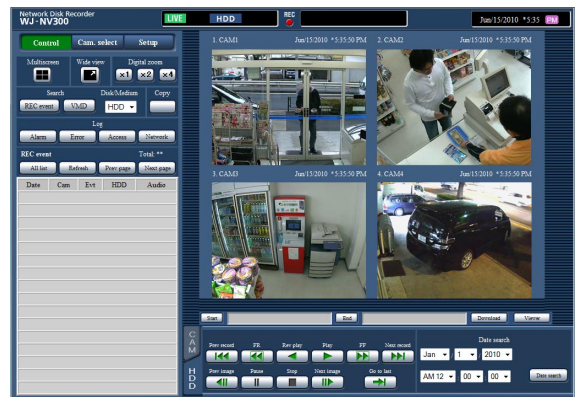 Network Disk Recorder
WJ-NV300
LIVE HDD REC Jun/15/2010 *5:35 PM
Control Cam. select Setup
Multiscreen Wide view Digital zoom
x1 x2 x4
Search Disk/Medium Copy
REC event VMD HDD
Log
Alarm Error Access Network
REC event Total: **
All list Refresh Prev page Next page
Date Cam Evt HDD Audio
1. CAM1 Jun/15/2010 *5:35:50 PM
2. CAM2 Jun/15/2010 *5:35:50 PM
3. CAM3 Jun/15/2010 *5:35:50 PM
4. CAM4 Jun/15/2010 *5:35:50 PM
Start End Download Viewer
CAM
HDD
Prev record FR Rev play Play FF Next record
Prev image Pause Stop Next image Go to last
Date search
Jan / 1 / 2010
AM 12 : 00 : 00 Date search